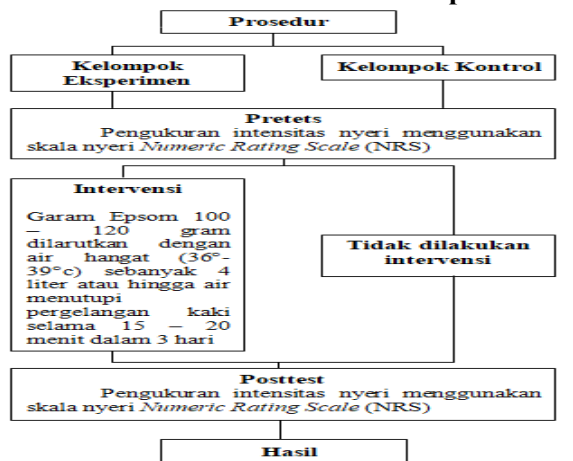 Prosedur
Kelompok
Eksperimen
Kelompok Kontrol
Pretets
Pengukuran intensitas nyeri menggunakan
skala nyeri Numeric Rating Scale (NRS)
Intervensi
Garam Epsom 100
– 120 gram
dilarutkan dengan
air hangat (36°-
39°c) sebanyak 4
liter atau hingga air
menutupi
pergelangan kaki
selama 15 – 20
menit dalam 3 hari
Tidak dilakukan
intervensi
Posttest
Pengukuran intensitas nyeri menggunakan
skala nyeri Numeric Rating Scale (NRS)
Hasil